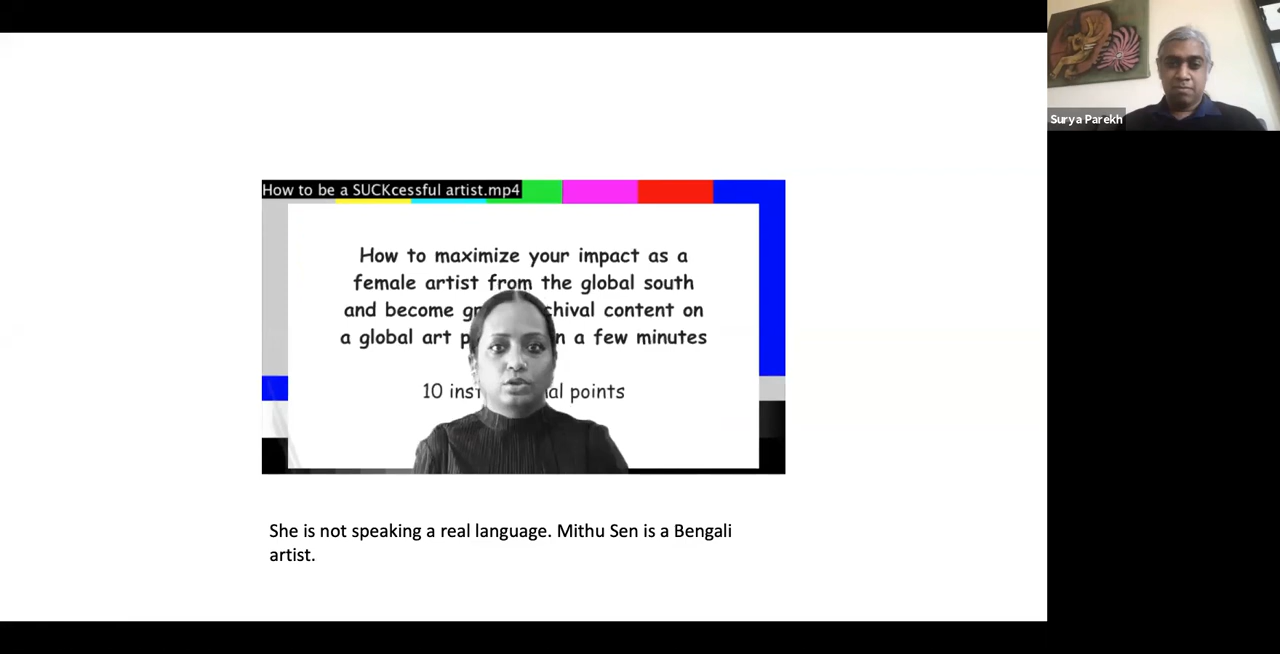 How to be a SUCKcessful artist.mp4
How to maximize your impact as a
female artist from the global south
and become chival content on
a global art n a few minutes
10 inst al points
She is not speaking a real language. Mithu Sen is a Bengali
artist.
Surya Parekh